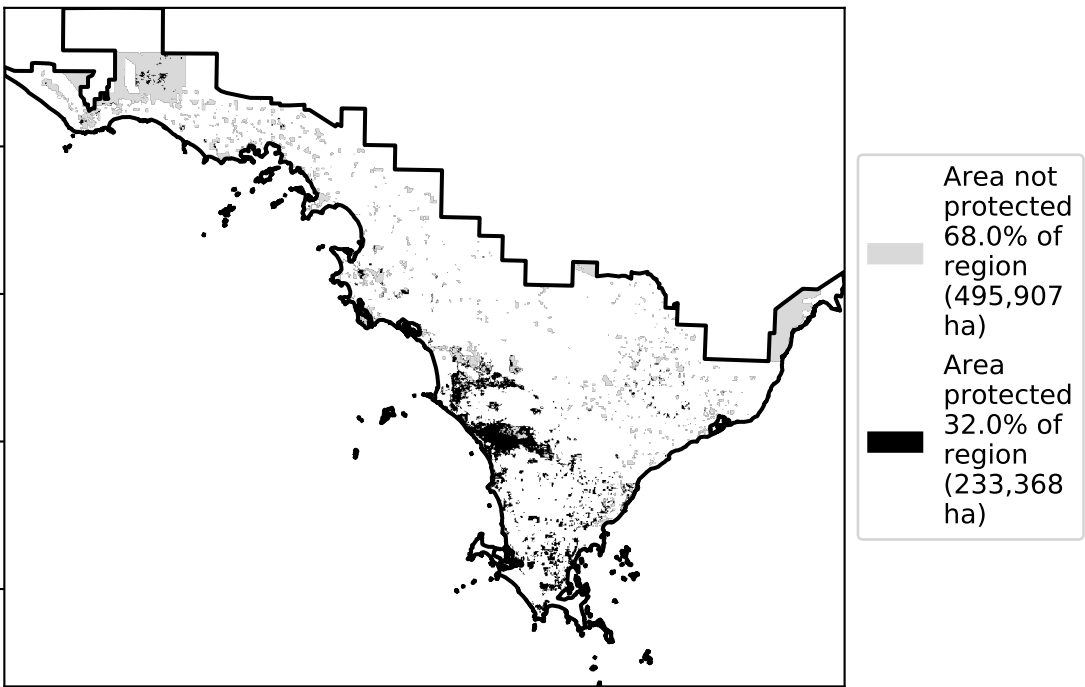 Area not
protected
68.0% of
region
(495,907
ha)
Area
protected
32.0% of
region
(233,368
ha)